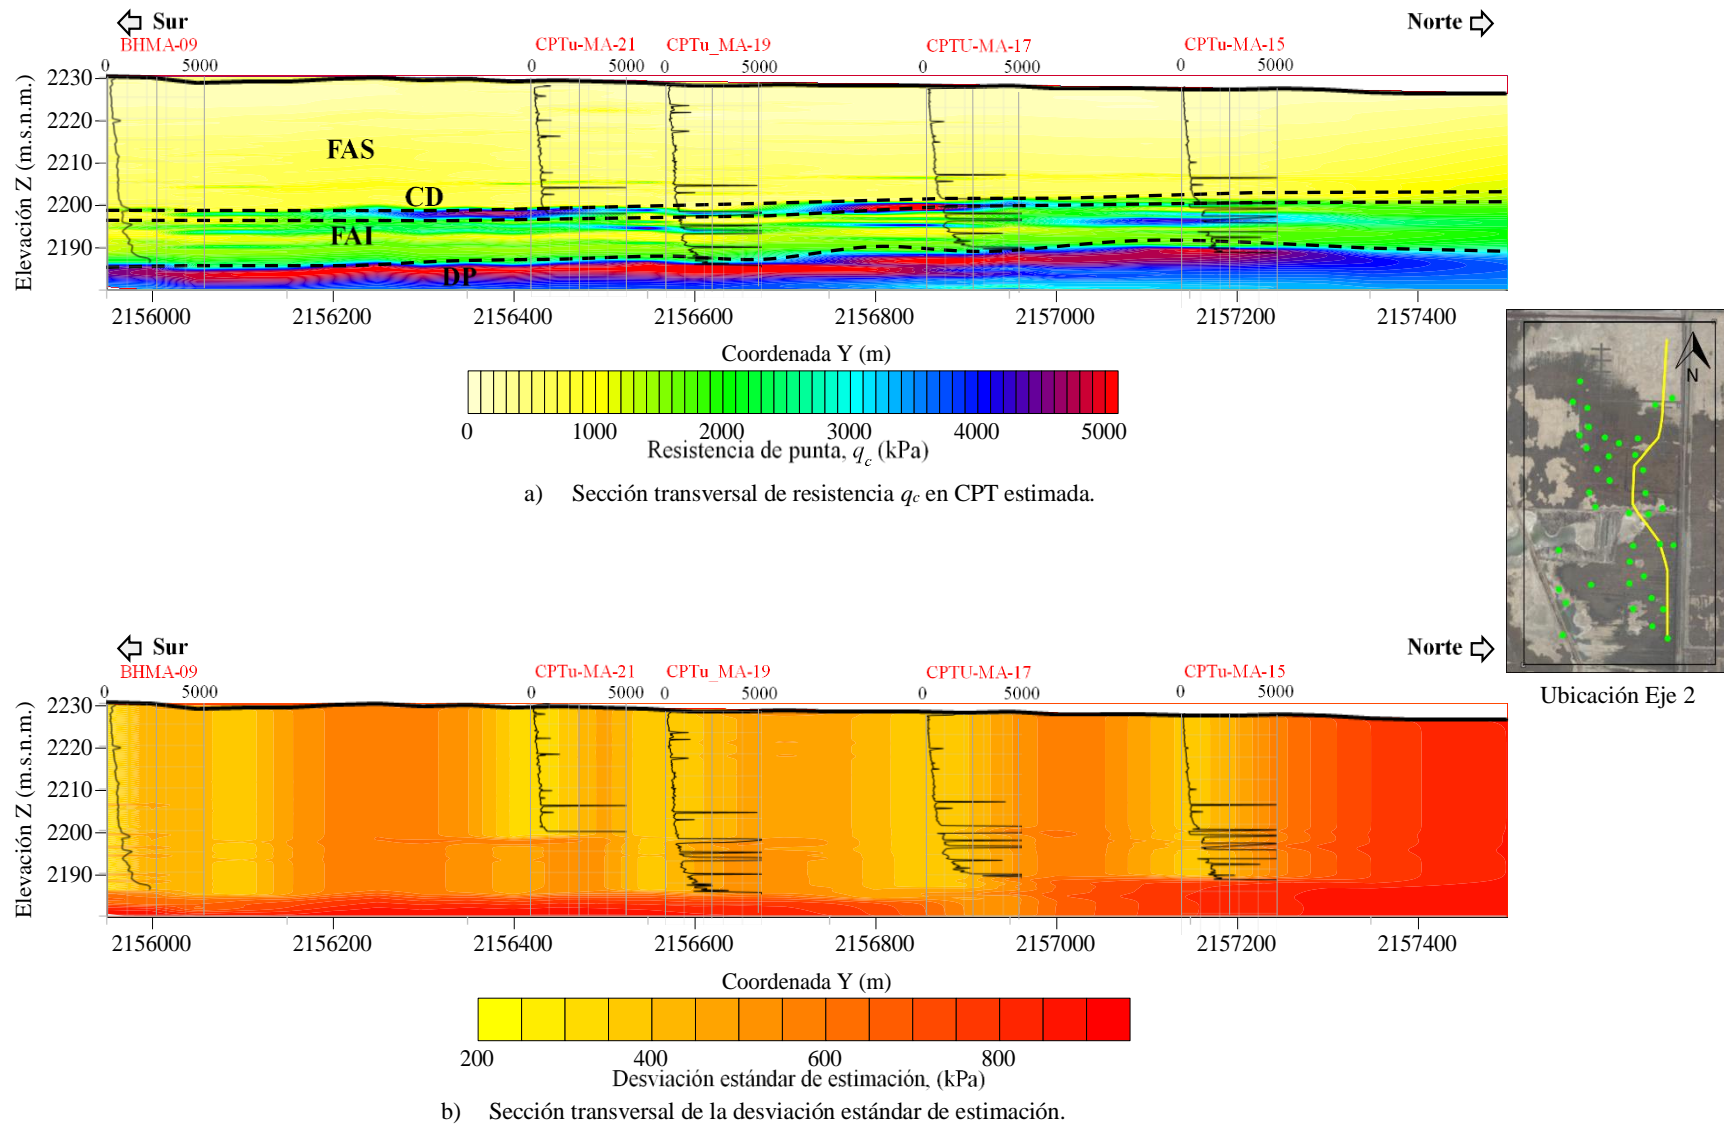 Sur
Norte
BHMA-09
CPTu-MA-21
CPTu_MA-19
CPTU-MA-17
CPTu-MA-15
0 5000 0 5000 0 5000 0 5000 0 5000
Elevación Z (m.s.n.m.)
2230
2220
2210
2200
2190
FAS
CD
FAI
DP
2156000 2156200 2156400 2156600 2156800 2157000 2157200 2157400
Coordenada Y (m)
0 1000 2000 3000 4000 5000
Resistencia de punta, qc (kPa)
a) Sección transversal de resistencia qc en CPT estimada.
N
Ubicación Eje 2
Sur
Norte
BHMA-09
CPTu-MA-21
CPTu_MA-19
CPTU-MA-17
CPTu-MA-15
0 5000 0 5000 0 5000 0 5000 0 5000
Elevación Z (m.s.n.m.)
2230
2220
2210
2200
2190
2156000 2156200 2156400 2156600 2156800 2157000 2157200 2157400
Coordenada Y (m)
200 400 600 800
Desviación estándar de estimación, (kPa)
b) Sección transversal de la desviación estándar de estimación.